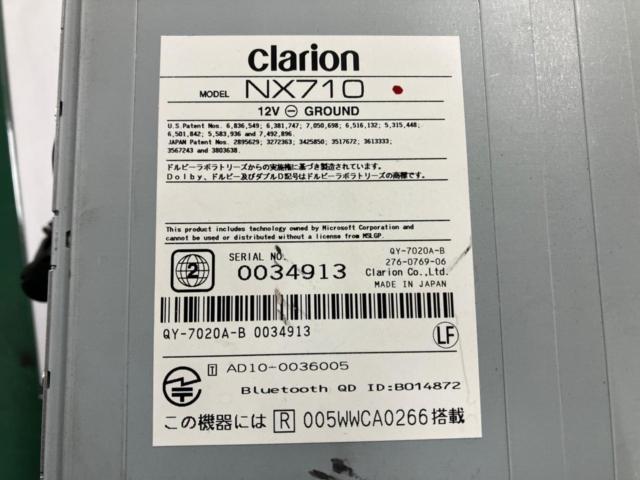 clarion
MODEL NX710
12V ⊖ GROUND
U.S Patent Nos. 6,836,549; 6,381,747; 7,050,698; 6,516,132; 5,315,448
6,501,842; 5,583,936 and 7,492,896.
JAPAN Patent Nos. 2895629; 3272363; 3425850; 3517672; 3613333;
3567243 and 3803638.
ドルビーラボラトリーズからの実施権に基づき製造されています。
Dolby、ドルビー及びダブルD記号はドルビーラボラトリーズの商標です。
This product includes technology owned by Microsoft Corporation and
cannot be used or distributed without a license from MSLGP.
2
SERIAL NO.
0034913
QY-7020A-B
276-0769-06
Clarion Co.,Ltd.
MADE IN JAPAN
QY-7020A-B 0034913
LF
T AD10-0036005
Bluetooth QD ID:B014872
この機器には R 005WWCA0266搭載